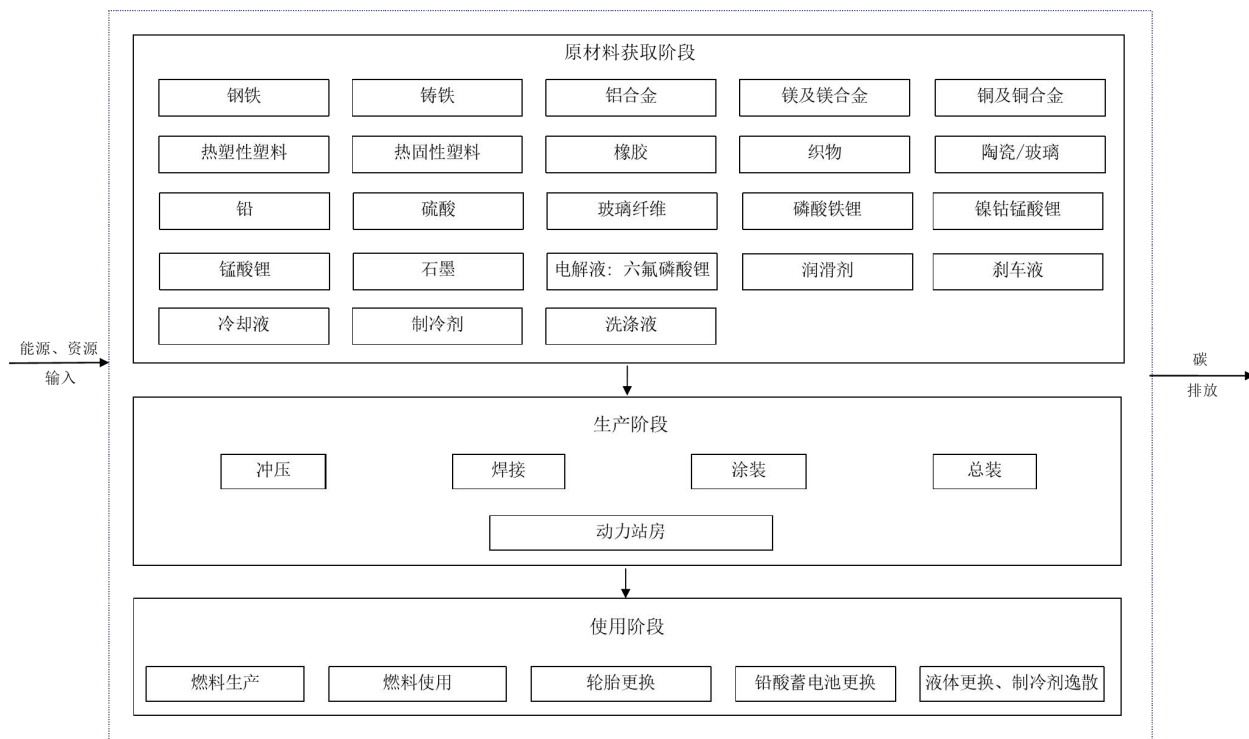 原材料获取阶段
钢铁
铸铁
铝合金
镁及镁合金
铜及铜合金
热塑性塑料
热固性塑料
橡胶
织物
陶瓷/玻璃
铅
硫酸
玻璃纤维
磷酸铁锂
镍钴锰酸锂
锰酸锂
石墨
电解液：六氟磷酸锂
润滑剂
刹车液
冷却液
制冷剂
洗涤液
能源、资源
输入
碳
排放
生产阶段
冲压
焊接
涂装
总装
动力站房
使用阶段
燃料生产
燃料使用
轮胎更换
铅酸蓄电池更换
液体更换、制冷剂逸散